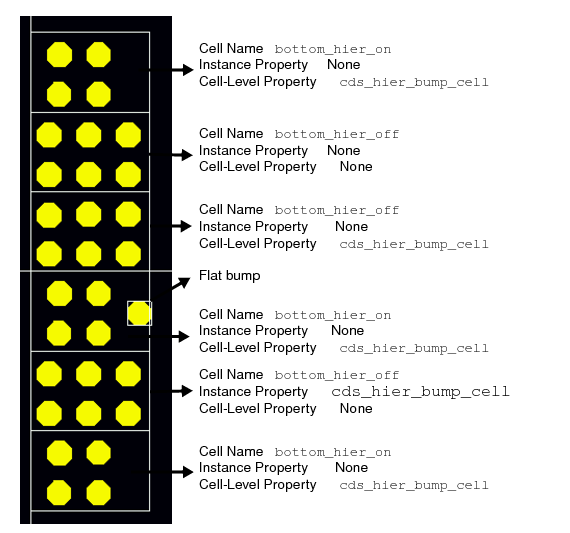 Cell Name bottom_hier_on
Instance Property None
Cell-Level Property cds_hier_bump_cell
Cell Name bottom_hier_off
Instance Property None
Cell-Level Property None
Cell Name bottom_hier_off
Instance Property None
Cell-Level Property cds_hier_bump_cell
Flat bump
Cell Name bottom_hier_on
Instance Property None
Cell-Level Property cds_hier_bump_cell
Cell Name bottom_hier_off
Instance Property cds_hier_bump_cell
Cell-Level Property None
Cell Name bottom_hier_on
Instance Property None
Cell-Level Property cds_hier_bump_cell